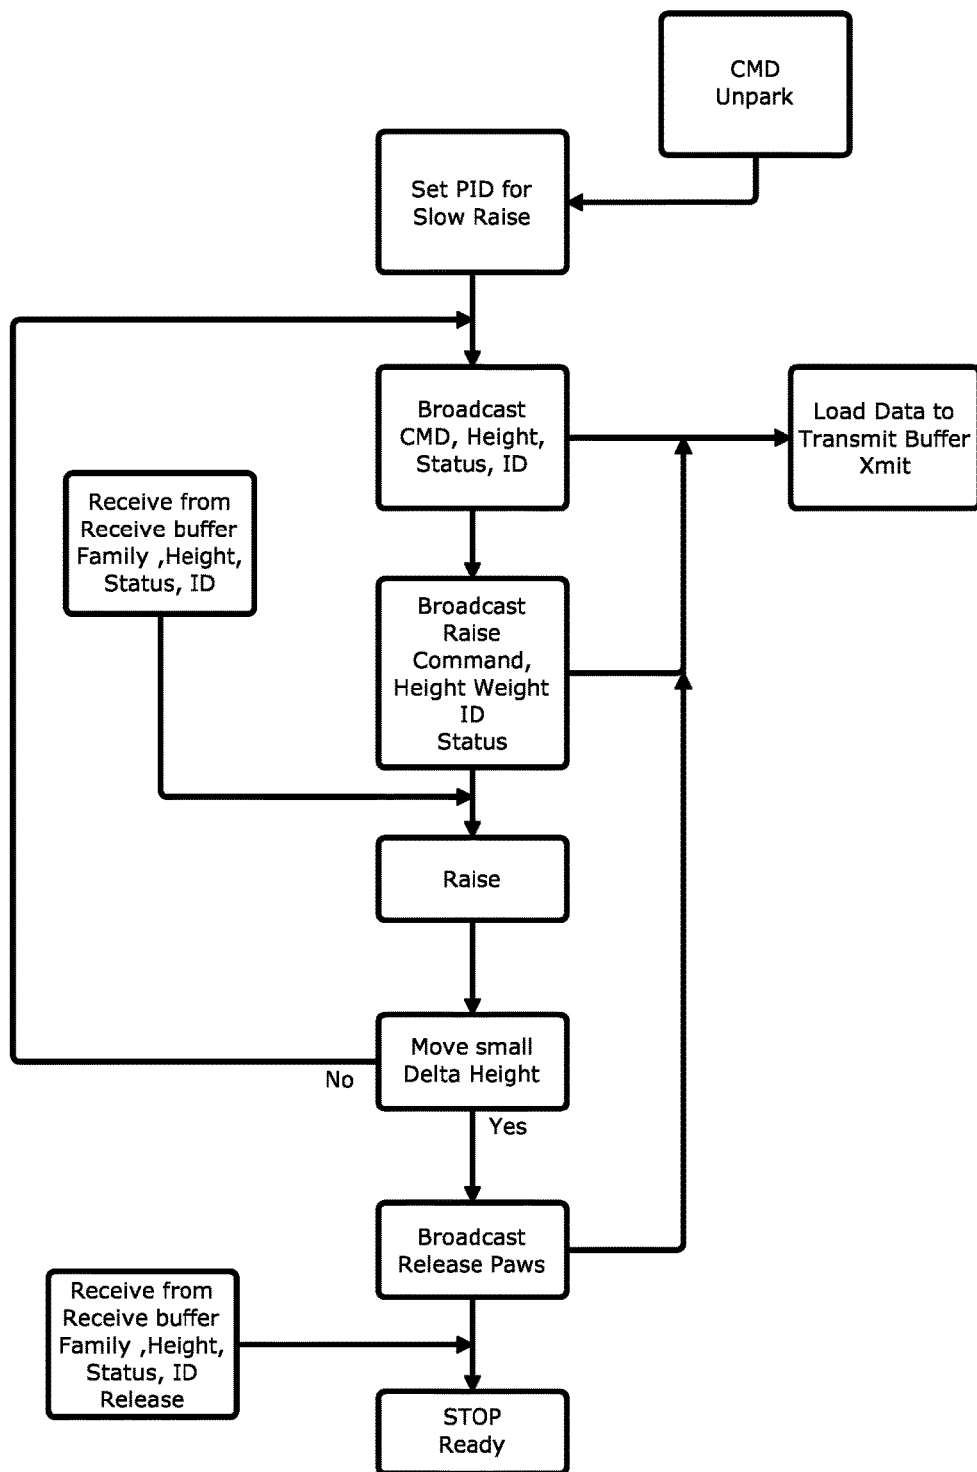 CMD
Unpark
Set PID for
Slow Raise
Broadcast
CMD, Height,
Status, ID
Load Data to
Transmit Buffer
Xmit
Receive from
Receive buffer
Family ,Height,
Status, ID
Broadcast
Raise
Command,
Height Weight
ID
Status
Raise
Move small
Delta Height
No
Yes
Broadcast
Release Paws
Receive from
Receive buffer
Family ,Height,
Status, ID
Release
STOP
Ready